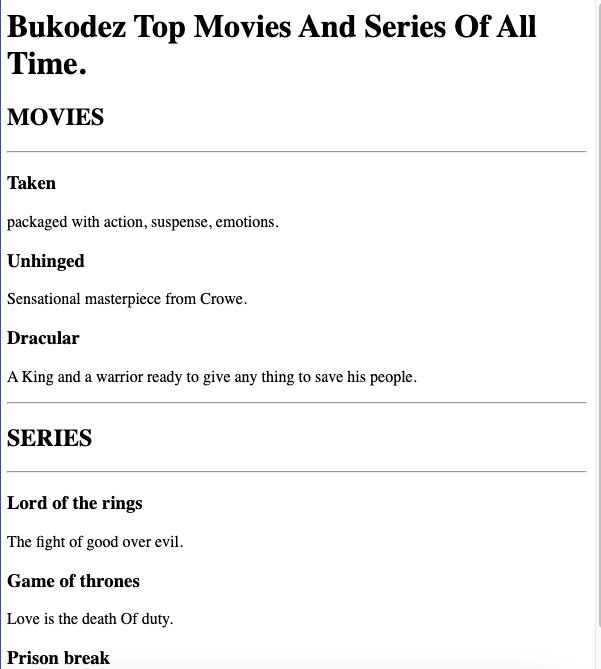 Bukodez Top Movies And Series Of All
Time.
MOVIES
Taken
packaged with action, suspense, emotions.
Unhinged
Sensational masterpiece from Crowe.
Dracular
A King and a warrior ready to give any thing to save his people.
SERIES
Lord of the rings
The fight of good over evil.
Game of thrones
Love is the death Of duty.
Prison break